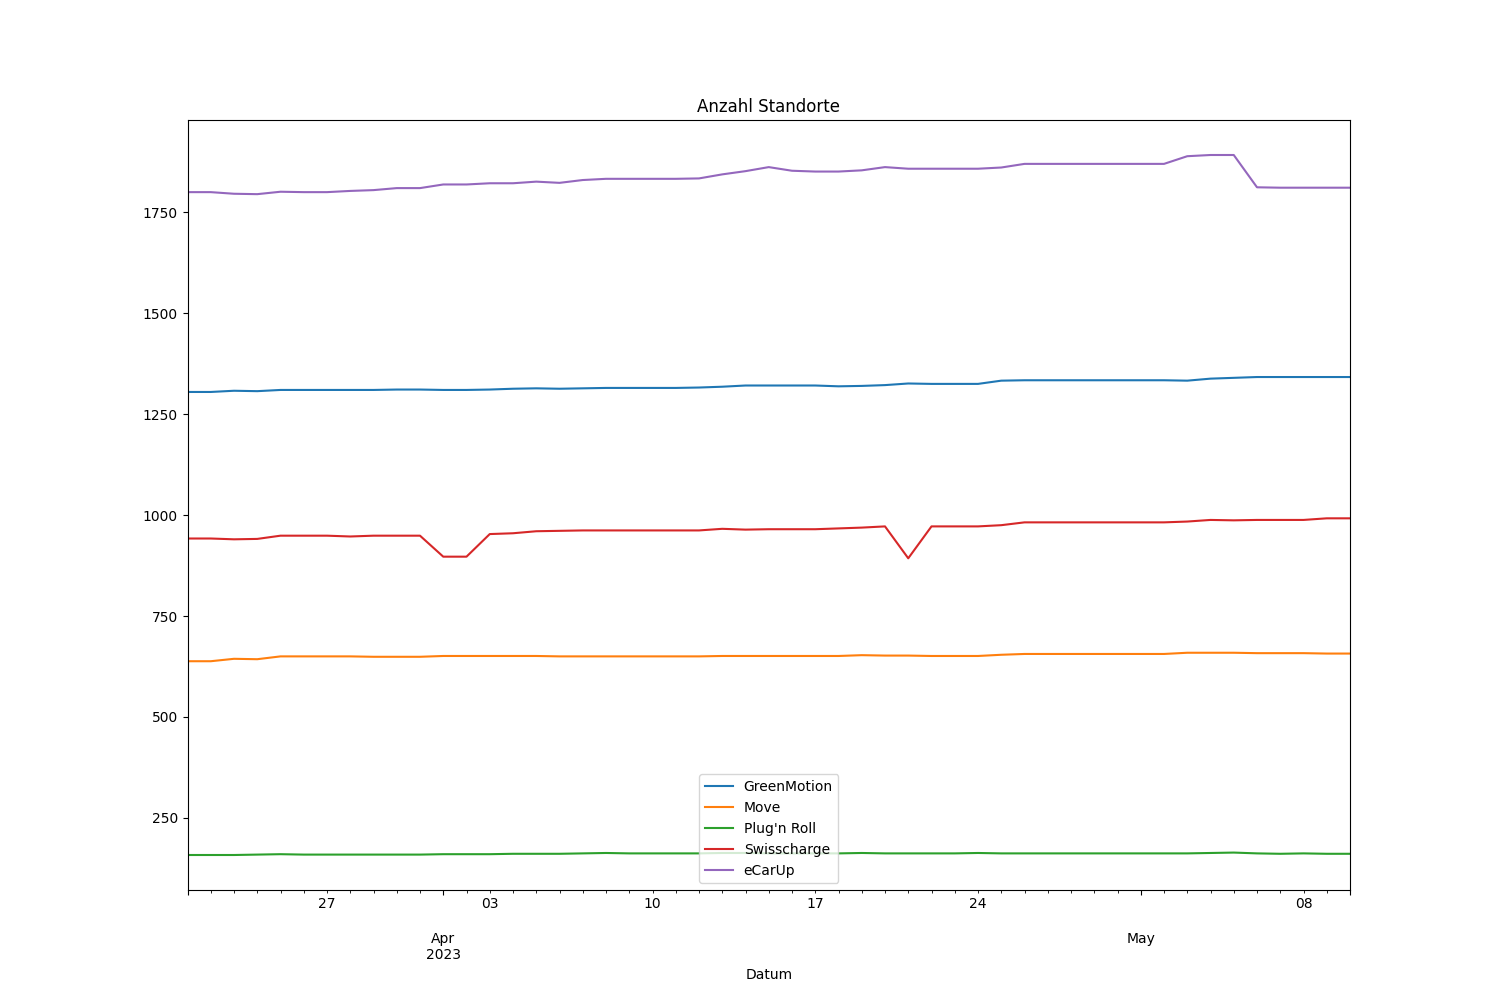 Anzahl Standorte
1750
1500
1250
1000
750
500
250
GreenMotion
Move
Plug'n Roll
Swisscharge
eCarUp
27 03 10 17 24 08
Apr May
2023
Datum